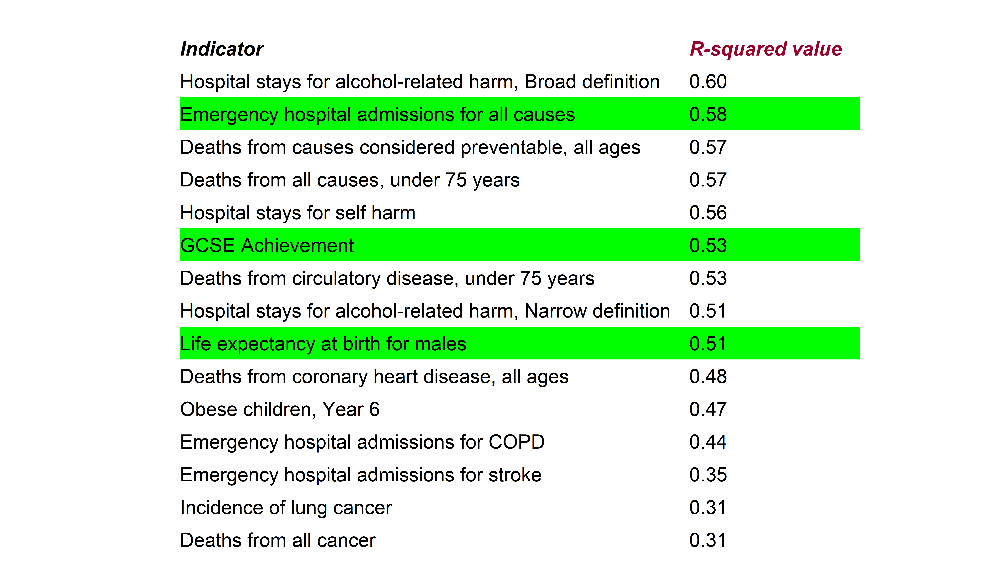 Indicator R-squared value
Hospital stays for alcohol-related harm, Broad definition 0.60
Emergency hospital admissions for all causes 0.58
Deaths from causes considered preventable, all ages 0.57
Deaths from all causes, under 75 years 0.57
Hospital stays for self harm 0.56
GCSE Achievement 0.53
Deaths from circulatory disease, under 75 years 0.53
Hospital stays for alcohol-related harm, Narrow definition 0.51
Life expectancy at birth for males 0.51
Deaths from coronary heart disease, all ages 0.48
Obese children, Year 6 0.47
Emergency hospital admissions for COPD 0.44
Emergency hospital admissions for stroke 0.35
Incidence of lung cancer 0.31
Deaths from all cancer 0.31